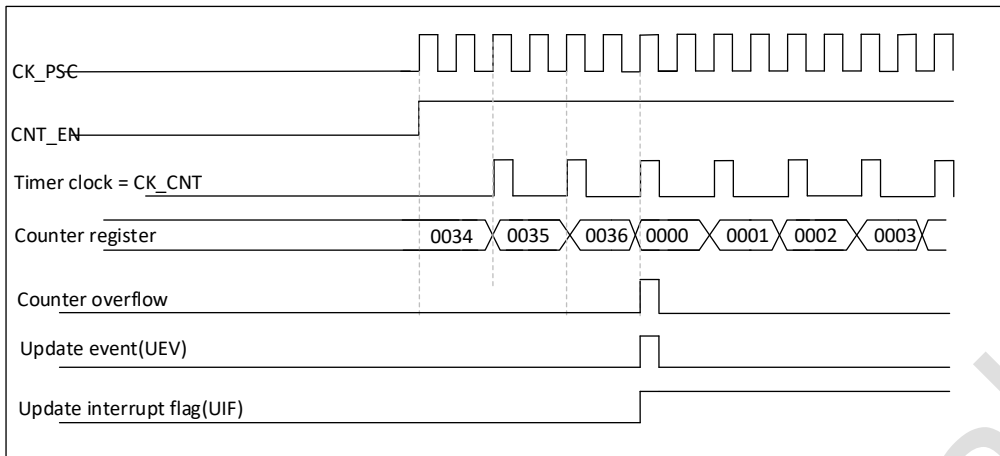 CK_PSC
CNT_EN
Timer clock = CK_CNT
Counter register 0034 0035 0036 0000 0001 0002 0003
Counter overflow
Update event(UEV)
Update interrupt flag(UIF)